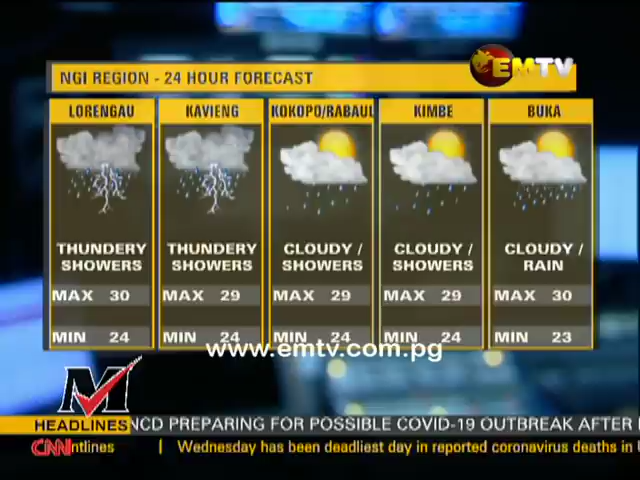 EMTV
NGI REGION - 24 HOUR FORECAST
LORENGAU KAVIENG KOKOPO/RABAUL KIMBE BUKA
THUNDERY SHOWERS THUNDERY SHOWERS CLOUDY / SHOWERS CLOUDY / SHOWERS CLOUDY / RAIN
MAX 30 MAX 29 MAX 29 MAX 29 MAX 30
MIN 24 MIN 24 MIN 24 MIN 24 MIN 23
www.emtv.com.pg
M
HEADLINES NCD PREPARING FOR POSSIBLE COVID-19 OUTBREAK AFTER
CNN ntlines | Wednesday has been deadliest day in reported coronavirus deaths in